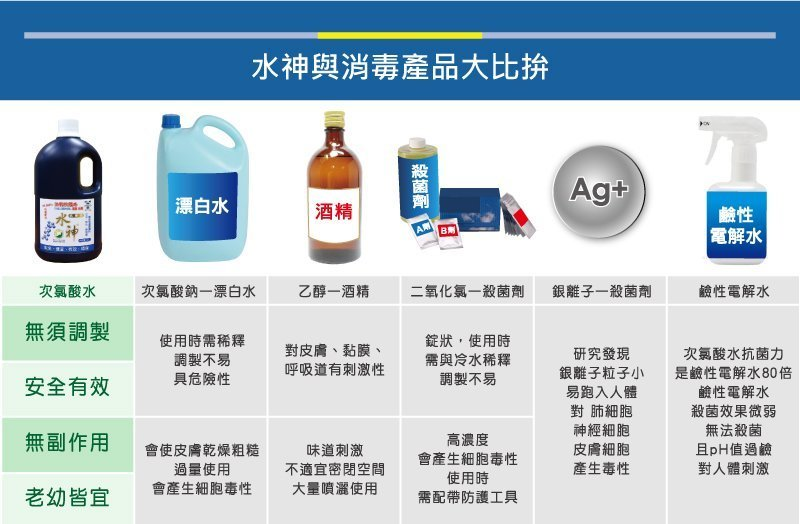 水神與消毒產品大比拚
水神
漂白水
酒精
殺菌劑
A劑
B劑
Ag+
鹼性
電解水
次氯酸水
次氯酸鈉－漂白水
乙醇－酒精
二氧化氯－殺菌劑
銀離子－殺菌劑
鹼性電解水
無須調製
安全有效
無副作用
老幼皆宜
使用時需稀釋
調製不易
具危險性
會使皮膚乾燥粗糙
過量使用
會產生細胞毒性
對皮膚、黏膜、
呼吸道有刺激性
味道刺激
不適宜密閉空間
大量噴灑使用
錠狀，使用時
需與冷水稀釋
調製不易
高濃度
會產生細胞毒性
使用時
需配帶防護工具
研究發現
銀離子粒子小
易跑入人體
對 肺細胞
神經細胞
皮膚細胞
產生毒性
次氯酸水抗菌力
是鹼性電解水80倍
鹼性電解水
殺菌效果微弱
無法殺菌
且pH值過鹼
對人體刺激